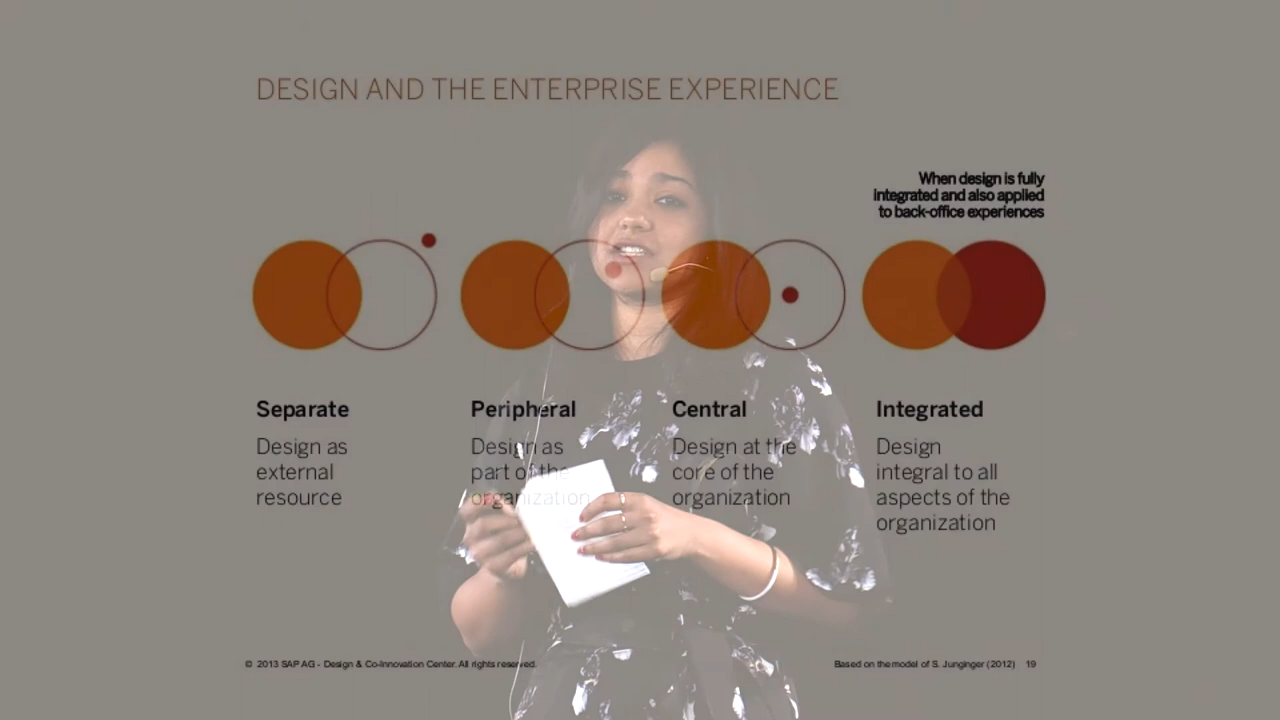 DESIGN AND THE ENTERPRISE EXPERIENCE
When design is fully
integrated and also applied
to back-office experiences
Separate
Design as
external
resource
Peripheral
Design as
part of the
organization
Central
Design at the
core of the
organization
Integrated
Design
integral to all
aspects of the
organization
© 2013 SAP AG - Design & Co-Innovation Center. All rights reserved.
Based on the model of S. Junginger (2012) 19